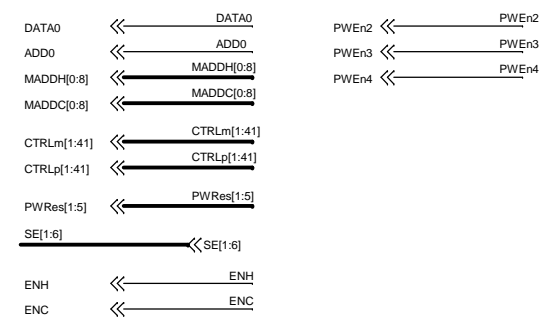 DATA0 DATA0
ADD0 ADD0
MADDH[0:8] MADDH[0:8]
MADDC[0:8] MADDC[0:8]
CTRLm[1:41] CTRLm[1:41]
CTRLp[1:41] CTRLp[1:41]
PWRes[1:5] PWRes[1:5]
SE[1:6] SE[1:6]
ENH ENH
ENC ENC
PWEn2 PWEn2
PWEn3 PWEn3
PWEn4 PWEn4